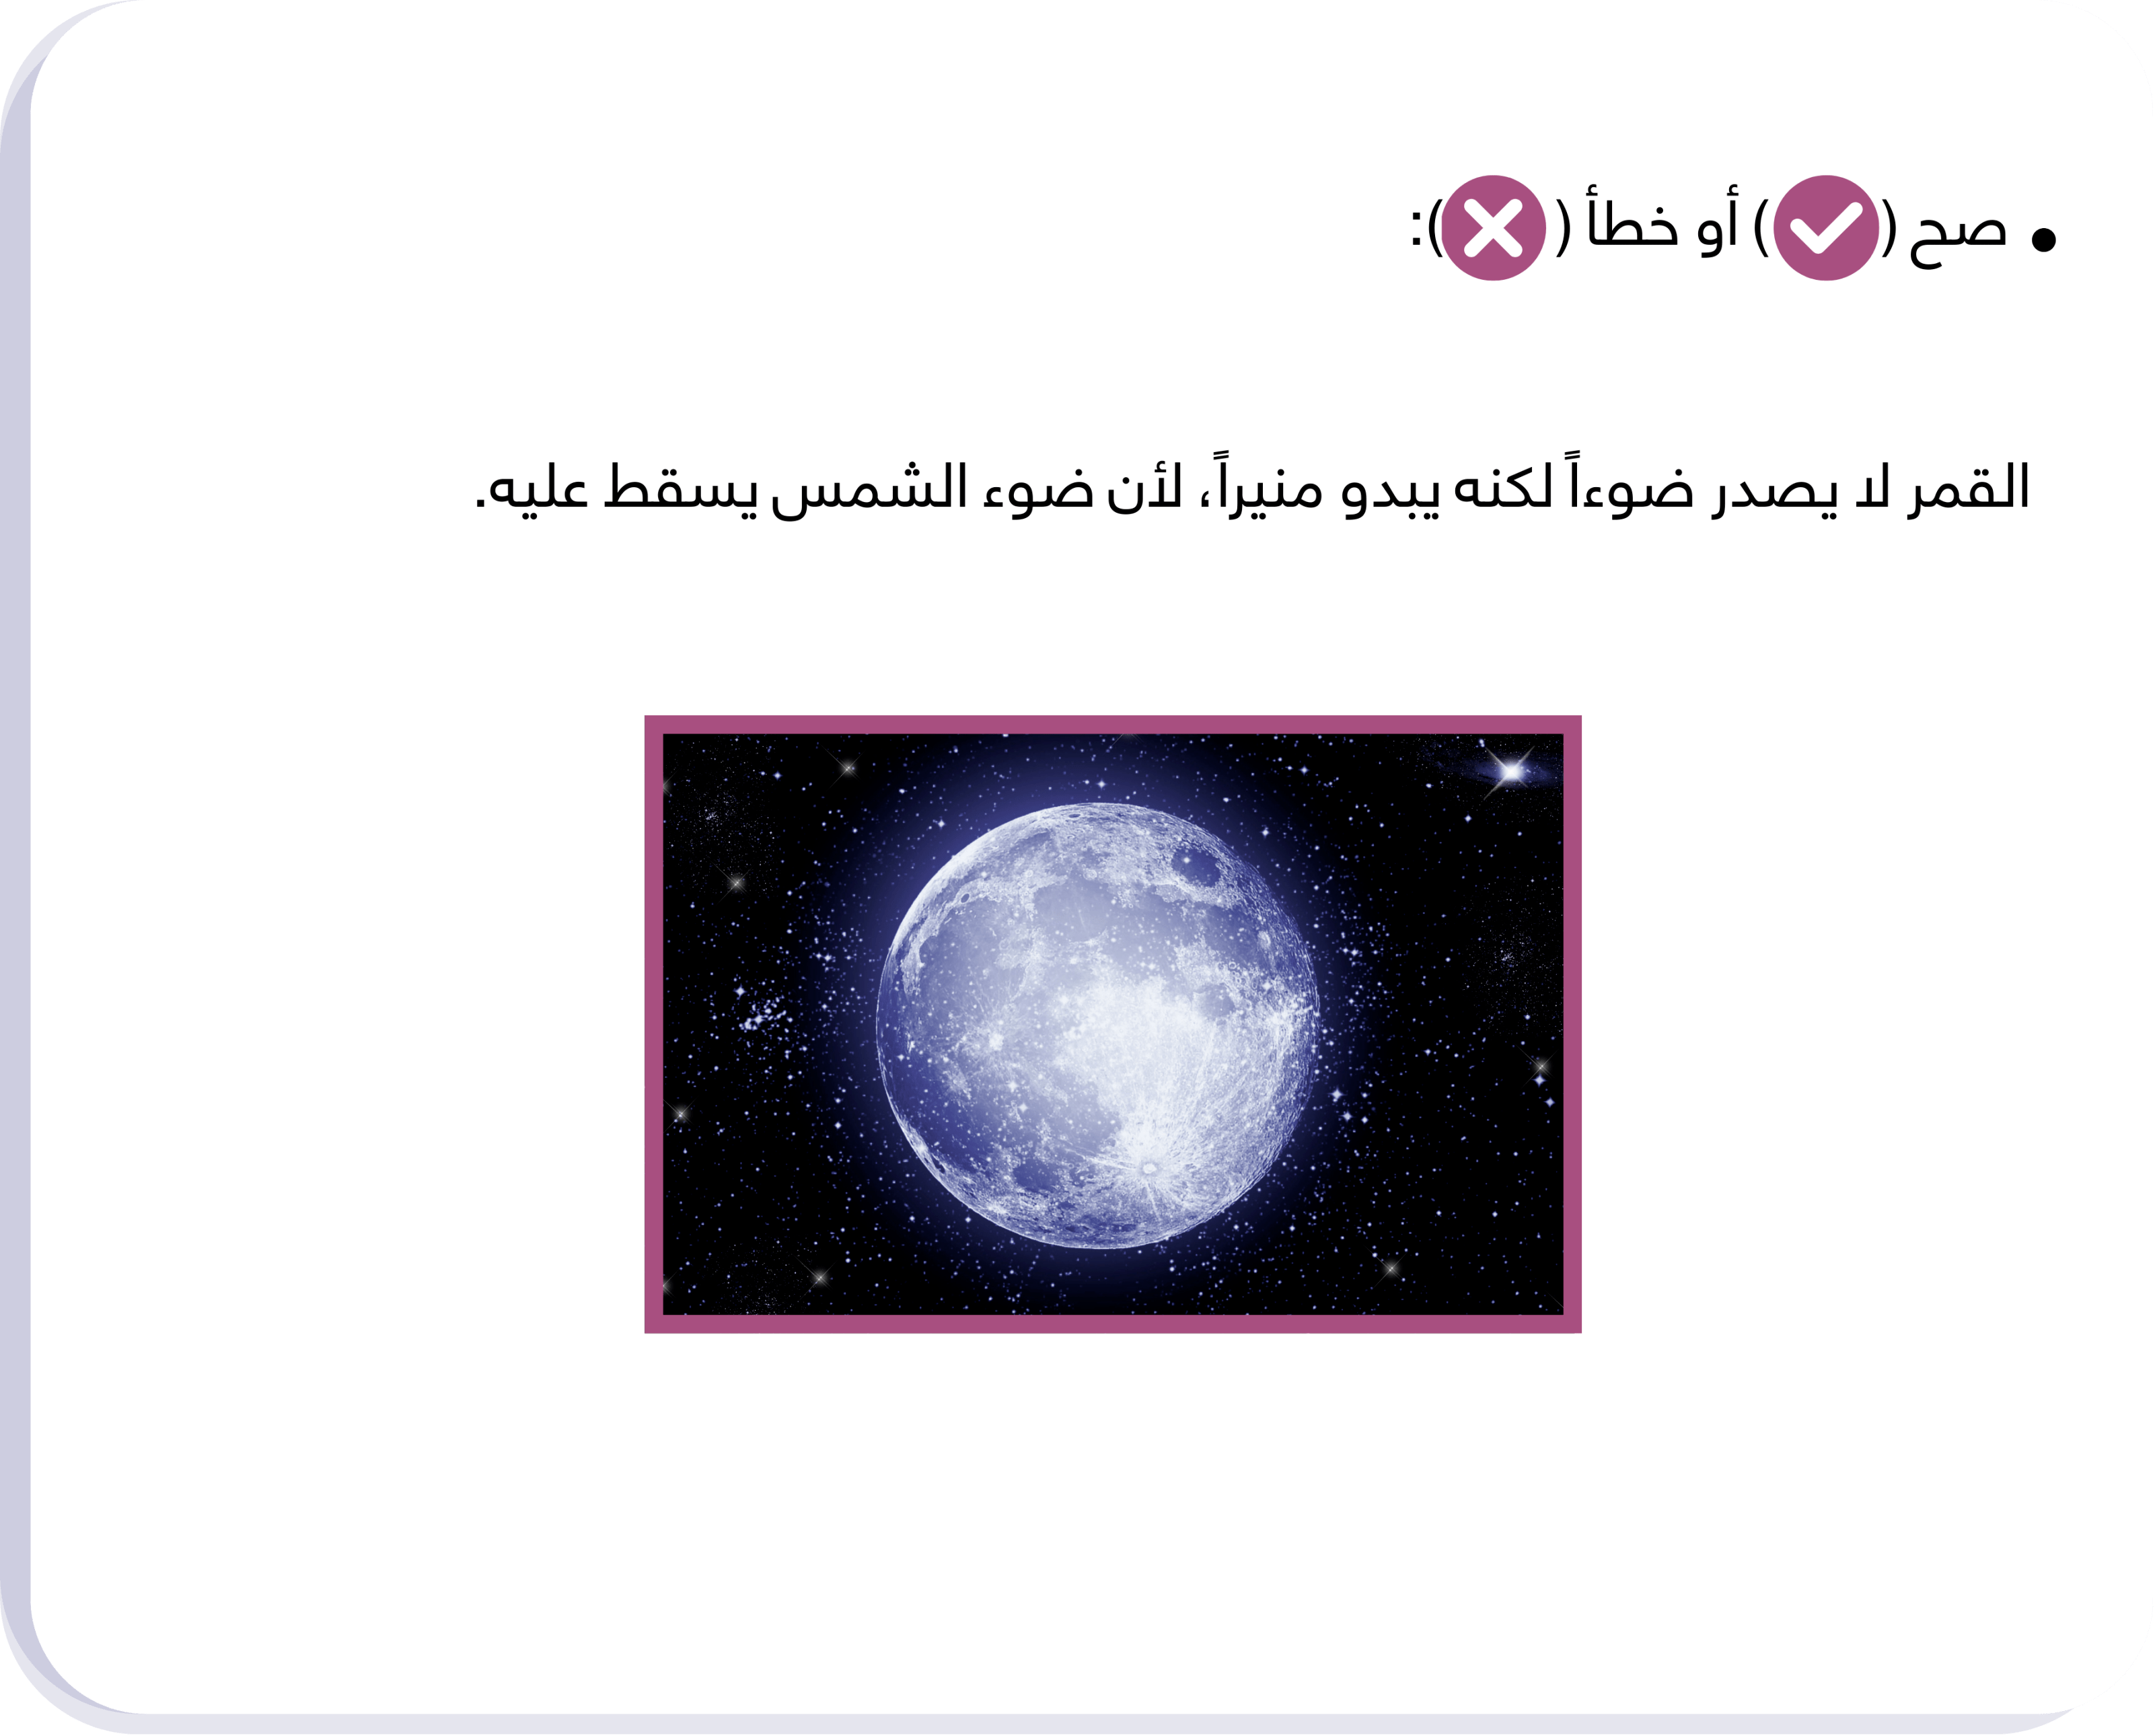 • صح (✓) أو خطأ (✗):
القمر لا يصدر ضوءاً لكنه يبدو منيراً، لأن ضوء الشمس يسقط عليه.